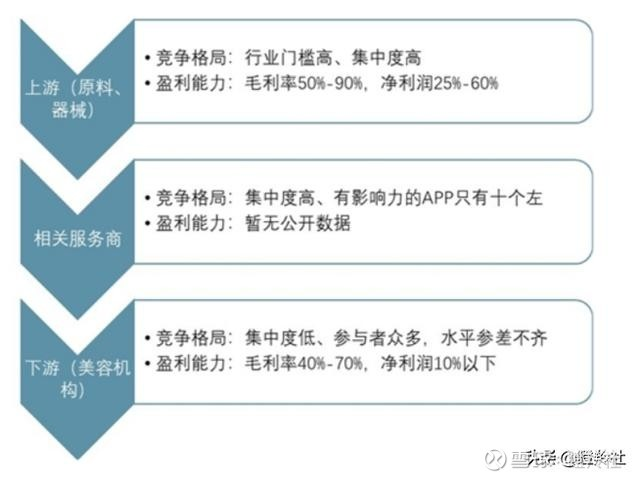 上游（原料、
器械）
• 竞争格局：行业门槛高、集中度高
• 盈利能力：毛利率50%-90%，净利润25%-60%
相关服务商
• 竞争格局：集中度高、有影响力的APP只有十个左
• 盈利能力：暂无公开数据
下游（美容机
构）
• 竞争格局：集中度低、参与者众多，水平参差不齐
• 盈利能力：毛利率40%-70%，净利润10%以下